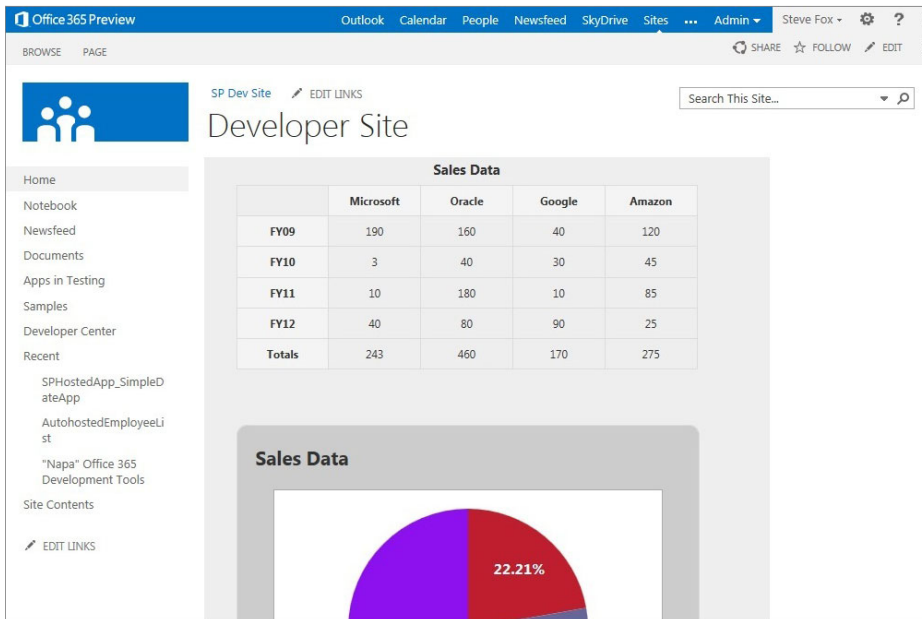 Office 365 Preview Outlook Calendar People Newsfeed SkyDrive Sites ... Admin Steve Fox ?
BROWSE PAGE SHARE FOLLOW EDIT
SP Dev Site EDIT LINKS
Search This Site...
Developer Site
Home
Notebook
Newsfeed
Documents
Apps in Testing
Samples
Developer Center
Recent
SPHostedApp_SimpleD
ateApp
AutohostedEmployeeLi
st
"Napa" Office 365
Development Tools
Site Contents
EDIT LINKS
Sales Data
Microsoft Oracle Google Amazon
FY09 190 160 40 120
FY10 3 40 30 45
FY11 10 180 10 85
FY12 40 80 90 25
Totals 243 460 170 275
Sales Data
22.21%